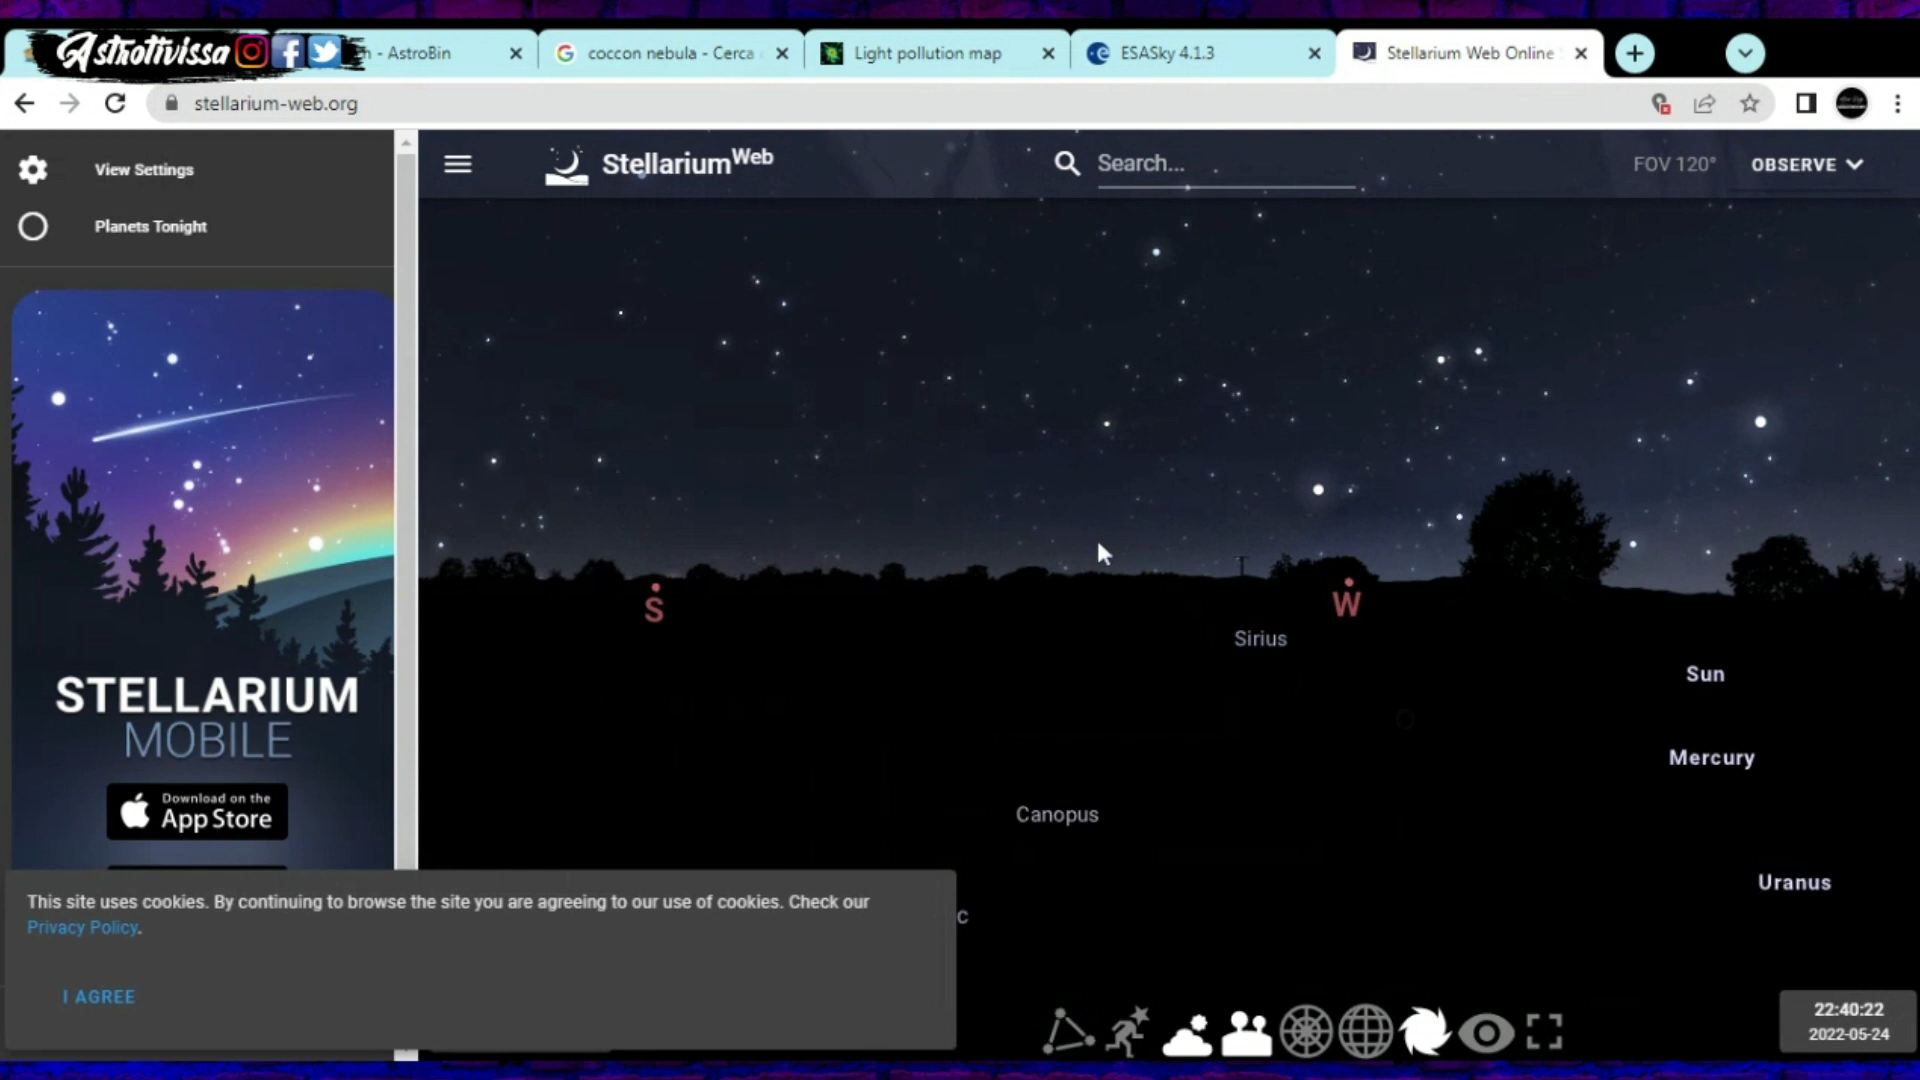 Astrotivissa
n - AstroBin
coccon nebula - Cerca
Light pollution map
ESASky 4.1.3
Stellarium Web Online
stellarium-web.org
View Settings
Planets Tonight
StellariumWeb
Search...
FOV 120°
OBSERVE
S
W
Sirius
Sun
Mercury
Canopus
Uranus
c
STELLARIUM
MOBILE
Download on the
App Store
This site uses cookies. By continuing to browse the site you are agreeing to our use of cookies. Check our
Privacy Policy.
I AGREE
22:40:22
2022-05-24